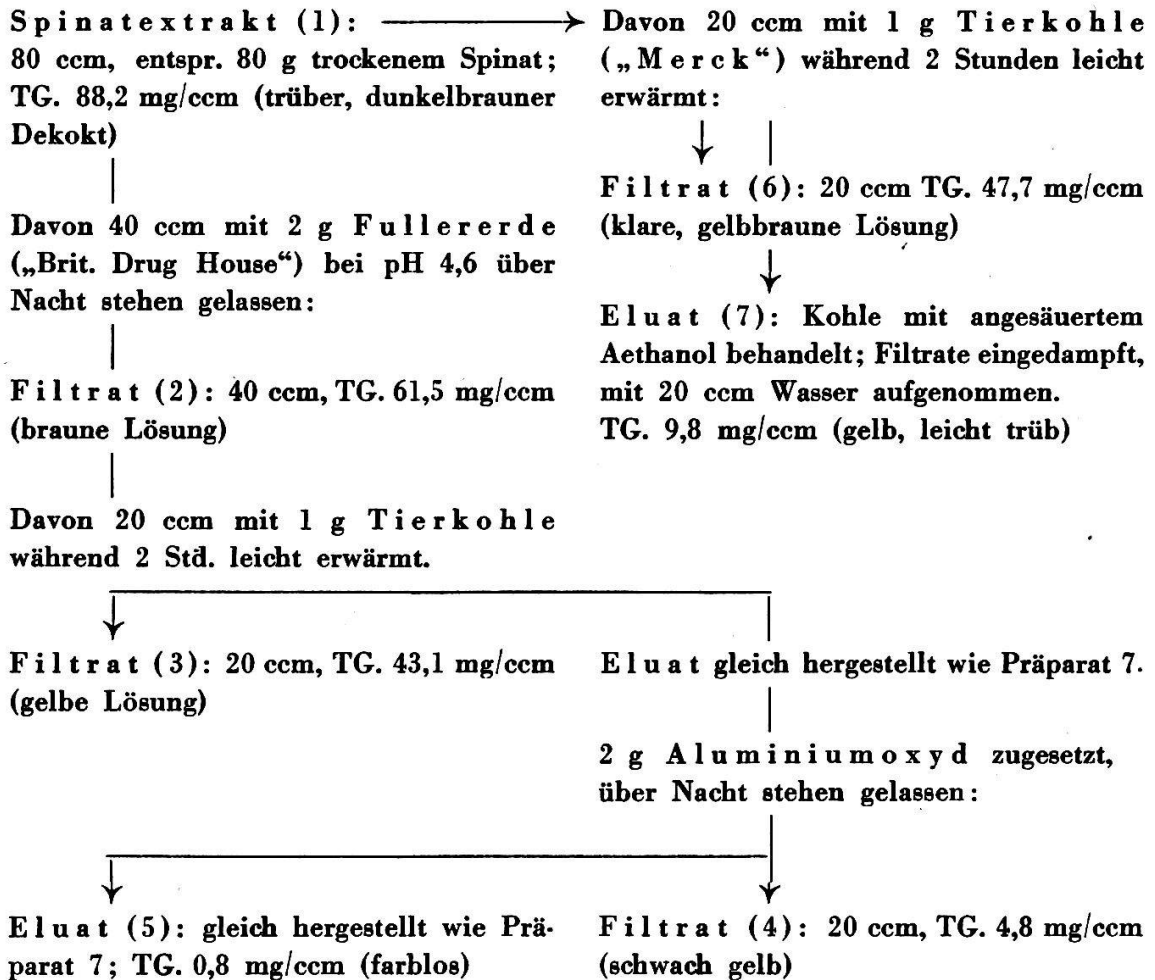 Spinatextrakt (1):
80 ccm, entspr. 80 g trockenem Spinat;
TG. 88,2 mg/ccm (trüber, dunkelbrauner
Dekokt)
Davon 20 ccm mit 1 g Tierkohle
(„Merck“) während 2 Stunden leicht
erwärmt:
Davon 40 ccm mit 2 g Fullererde
(„Brit. Drug House“) bei pH 4,6 über
Nacht stehen gelassen:
Filtrat (6): 20 ccm TG. 47,7 mg/ccm
(klare, gelbbraune Lösung)
Eluat (7): Kohle mit angesäuertem
Aethanol behandelt; Filtrate eingedampft,
mit 20 ccm Wasser aufgenommen.
TG. 9,8 mg/ccm (gelb, leicht trüb)
Filtrat (2): 40 ccm, TG. 61,5 mg/ccm
(braune Lösung)
Davon 20 ccm mit 1 g Tierkohle
während 2 Std. leicht erwärmt.
Filtrat (3): 20 ccm, TG. 43,1 mg/ccm
(gelbe Lösung)
Eluat gleich hergestellt wie Präparat 7.
2 g Aluminiumoxyd zugesetzt,
über Nacht stehen gelassen:
Eluat (5): gleich hergestellt wie Prä-
parat 7; TG. 0,8 mg/ccm (farblos)
Filtrat (4): 20 ccm, TG. 4,8 mg/ccm
(schwach gelb)